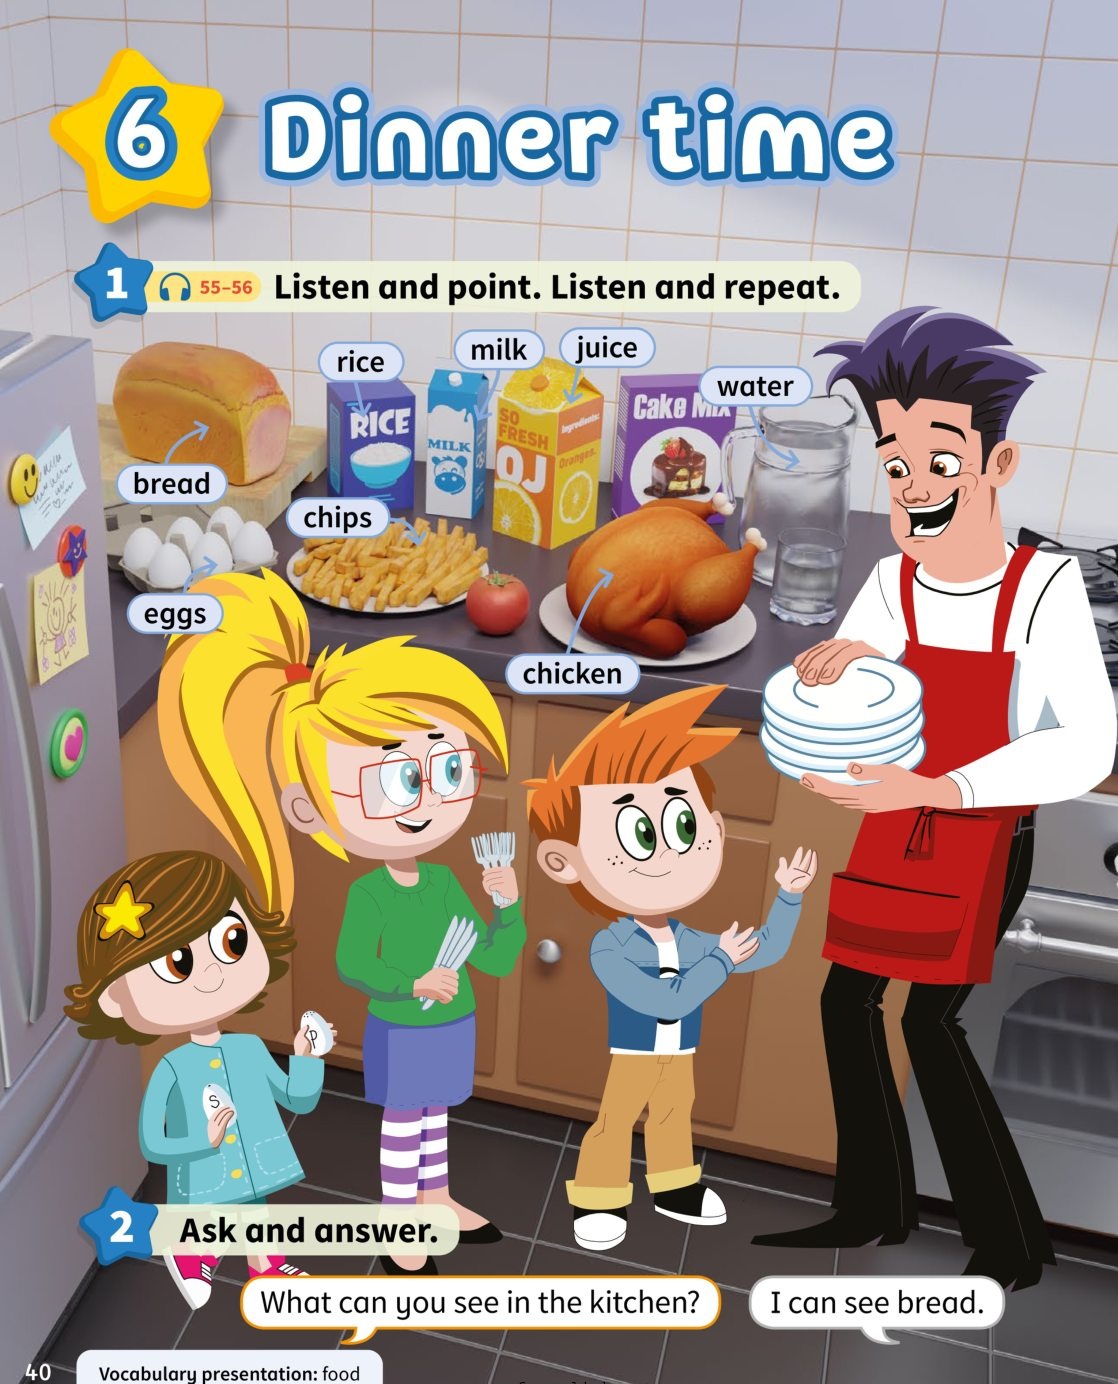 6
Dinner time
1 55–56 Listen and point. Listen and repeat.
rice
milk
juice
water
bread
chips
eggs
chicken
RICE
MILK
SO
FRESH
OJ
Ingredients:
Oranges.
Cake Mix
P
S
2 Ask and answer.
What can you see in the kitchen?
I can see bread.
40
Vocabulary presentation: food